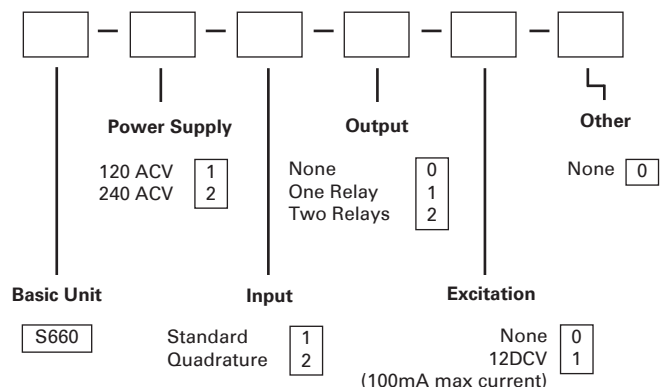 Power Supply
Output
Other
120 ACV 1
240 ACV 2
None 0
One Relay 1
Two Relays 2
None 0
Basic Unit
Input
Excitation
S660
Standard 1
Quadrature 2
None 0
12DCV 1
(100mA max current)